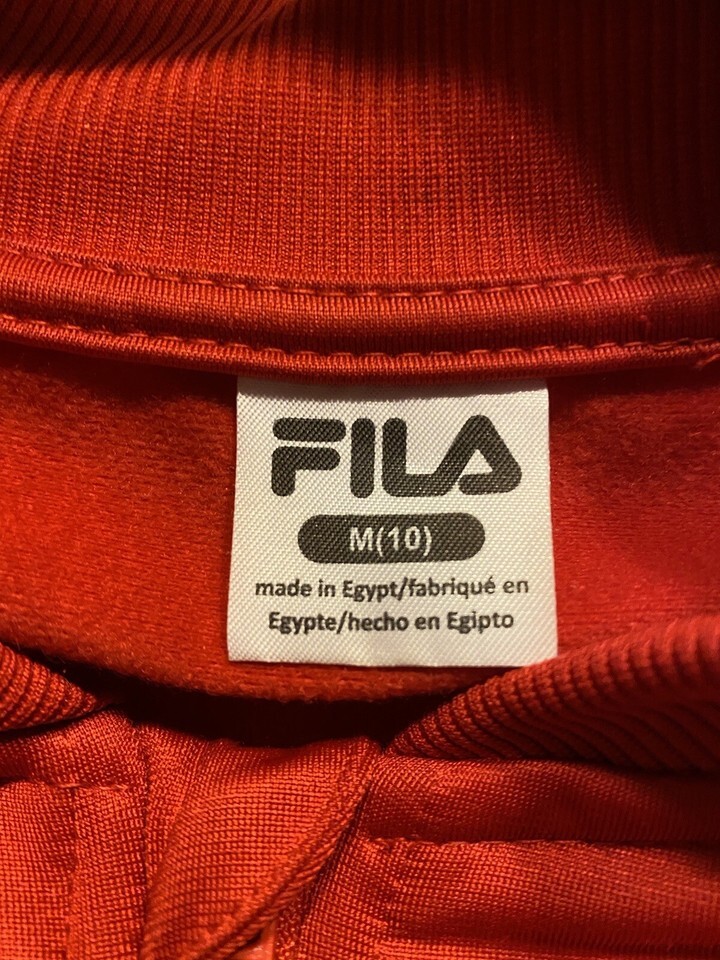 FILA
M(10)
made in Egypt/fabriqué en
Egypte/hecho en Egipto